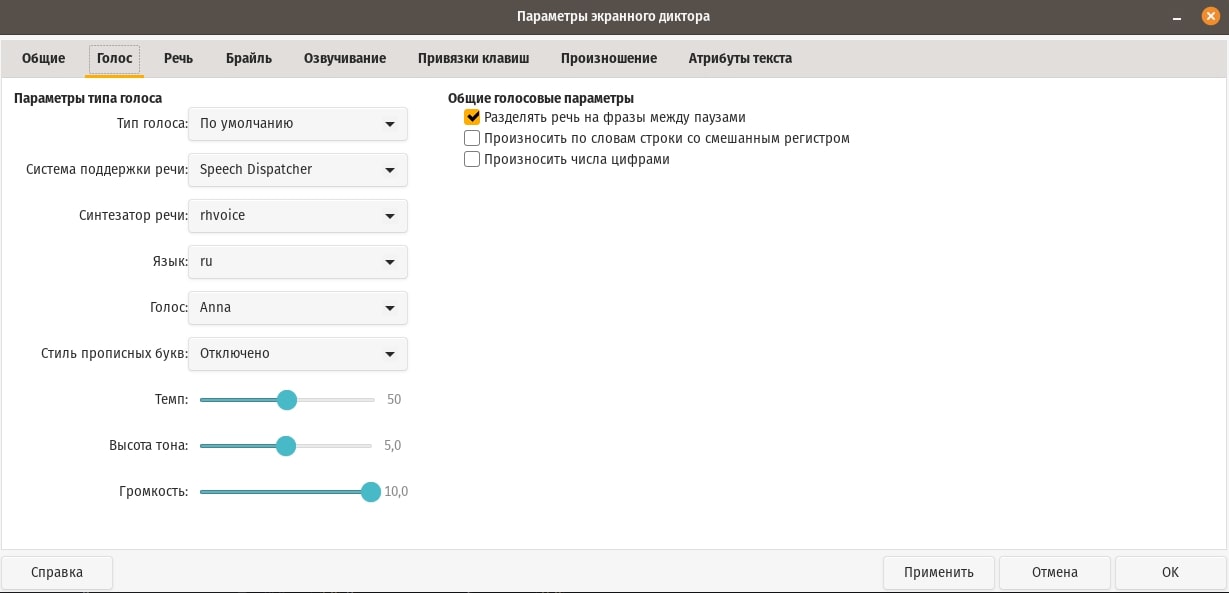 Параметры экранного диктора
Общие Голос Речь Брайль Озвучивание Привязки клавиш Произношение Атрибуты текста
Параметры типа голоса
Тип голоса: По умолчанию
Система поддержки речи: Speech Dispatcher
Синтезатор речи: rhvoice
Язык: ru
Голос: Anna
Стиль прописных букв: Отключено
Темп: 50
Высота тона: 5,0
Громкость: 10,0
Общие голосовые параметры
Разделять речь на фразы между паузами
Произносить по словам строки со смешанным регистром
Произносить числа цифрами
Справка Применить Отмена OK